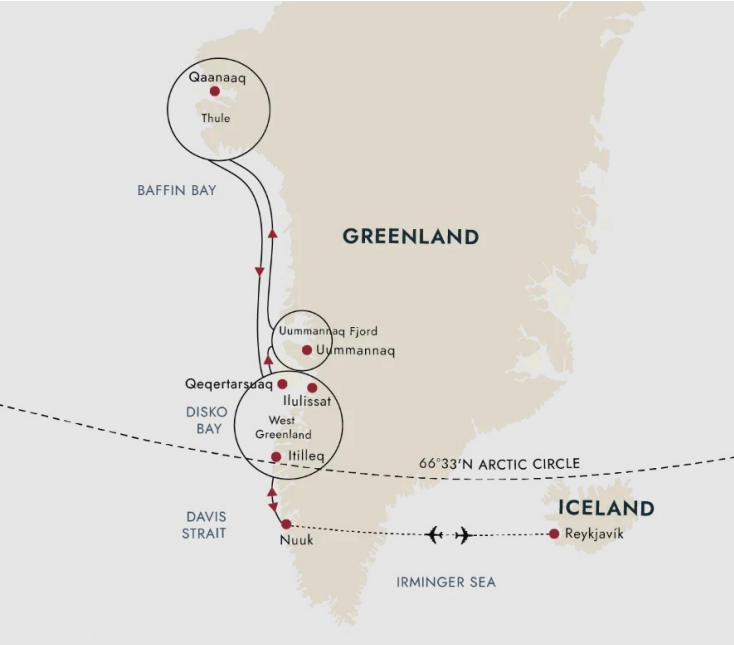 Qaanaaq
Thule
BAFFIN BAY
GREENLAND
Uummannaq Fjord
Uummannaq
Qeqertarsuaq
Ilulissat
DISKO
BAY
West
Greenland
Itilleq
66°33'N ARCTIC CIRCLE
ICELAND
DAVIS
STRAIT
Nuuk
Reykjavík
IRMINGER SEA